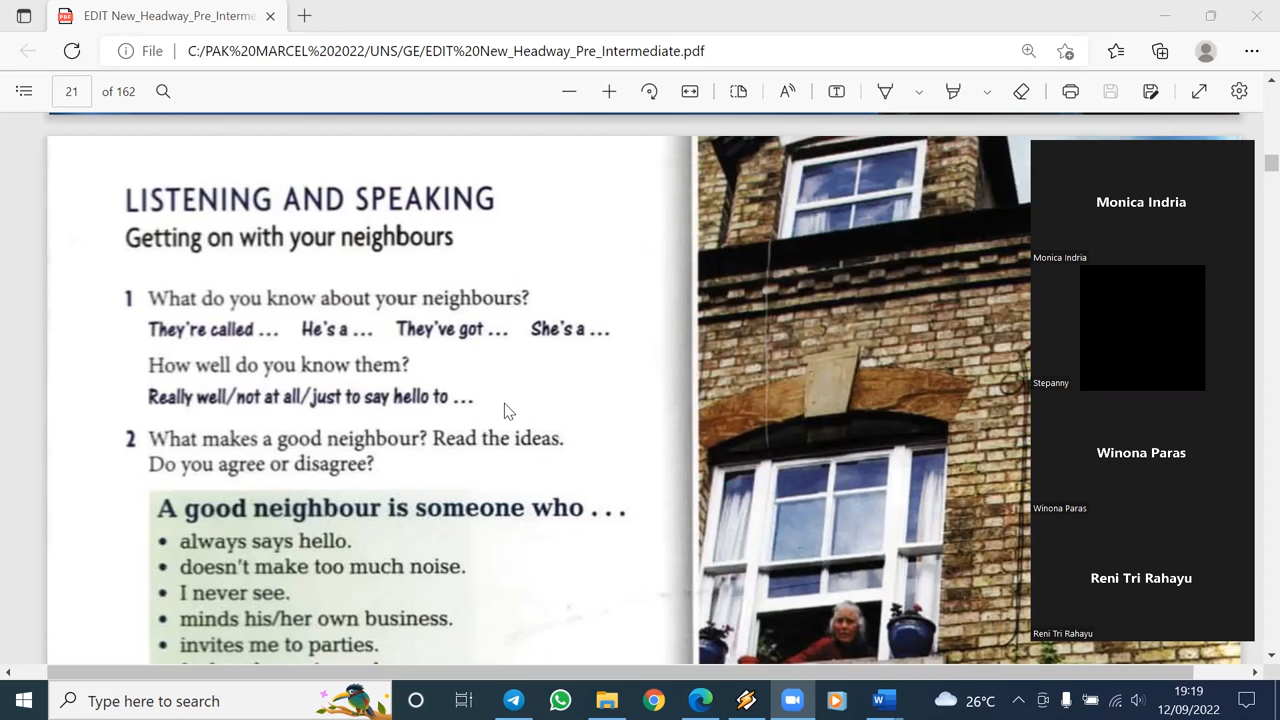 EDIT New_Headway_Pre_Interme
File
C:/PAK%20MARCEL%202022/UNS/GE/EDIT%20New_Headway_Pre_Intermediate.pdf
21 of 162
LISTENING AND SPEAKING
Getting on with your neighbours
1 What do you know about your neighbours?
They're called ... He's a ... They've got ... She's a ...
How well do you know them?
Really well/not at all/just to say hello to ...
2 What makes a good neighbour? Read the ideas.
Do you agree or disagree?
A good neighbour is someone who . . .
• always says hello.
• doesn't make too much noise.
• I never see.
• minds his/her own business.
• invites me to parties.
Monica Indria
Monica Indria
Stepanny
Winona Paras
Winona Paras
Reni Tri Rahayu
Reni Tri Rahayu
Type here to search
26°C
19:19
12/09/2022